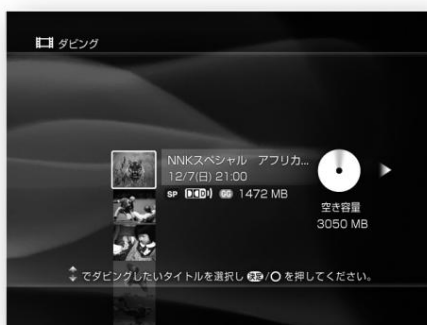 ダビング
NNKスペシャル アフリカ...
12/7(日) 21:00
SP 1472 MB
空き容量
3050 MB
でダビングしたいタイトルを選択し 決定/○ を押してください。